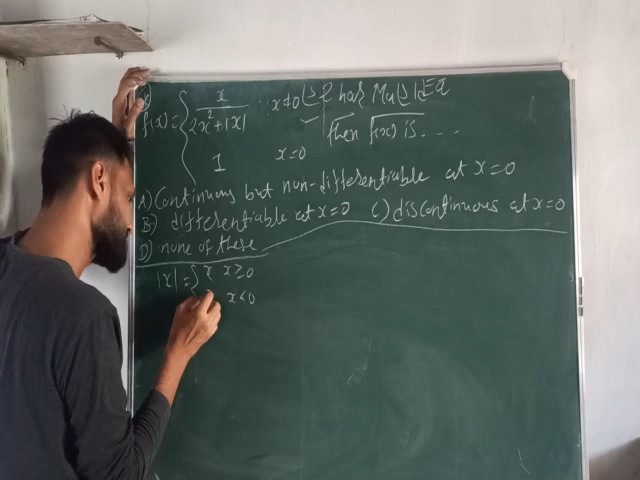 f(x) = { x / 2x²+|x| , x≠0
1 x=0
Then f(x) is ....
A) Continuous but non-differentiable at x=0
B) differentiable at x=0 C) discontinuous at x=0
D) none of these
|x| = { x x≥0
x<0